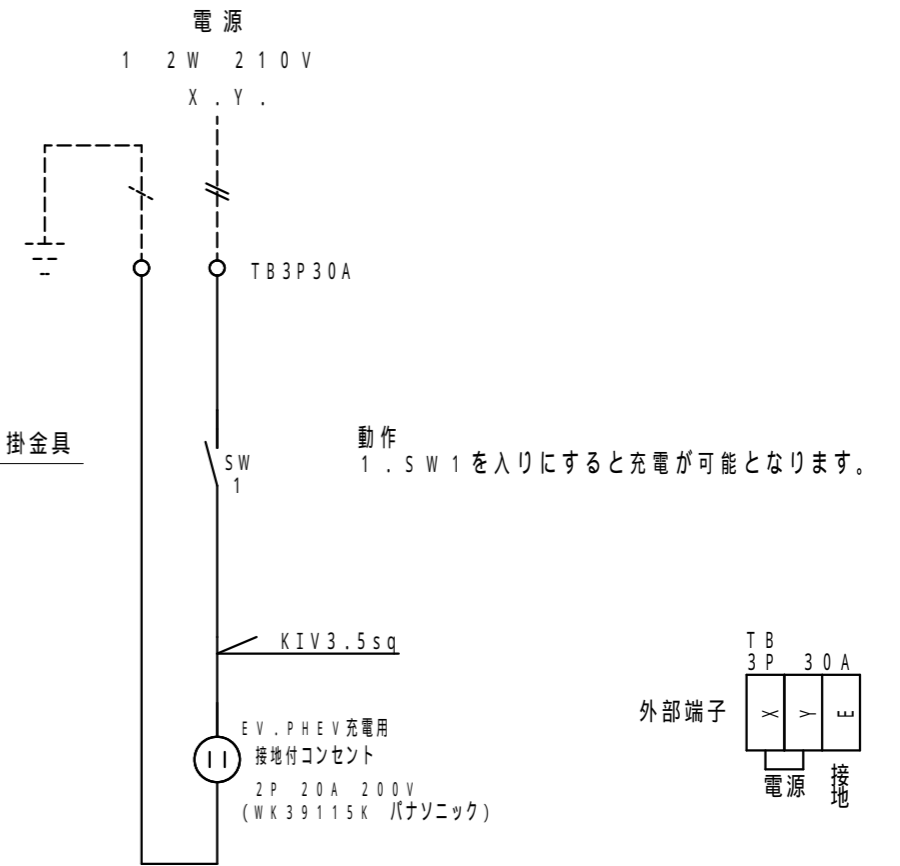 電源
1 2W 210V
X.Y.
TB3P30A
掛金具
SW
1
動作
1.SW1を入りにすると充電が可能となります。
KIV3.5sq
EV.PHEV充電用
接地付コンセント
2P 20A 200V
(WK39115K パナソニック)
TB
3P 30A
外部端子
X Y E
電源
接地